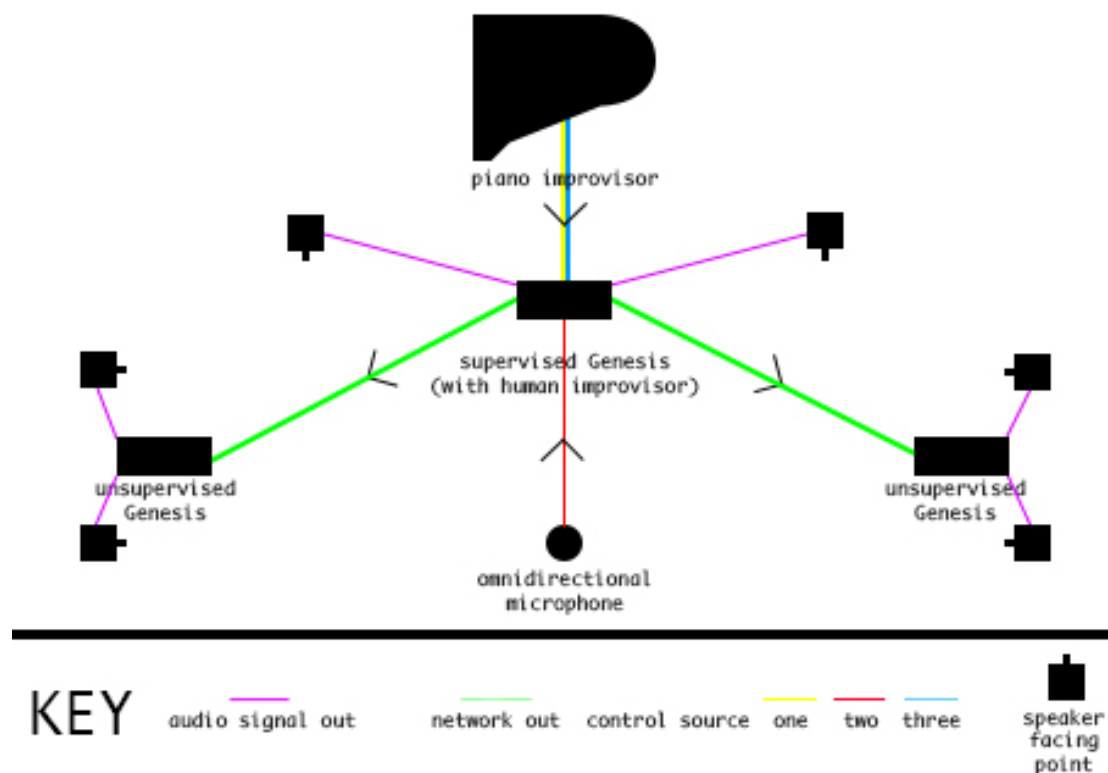 piano improvisor
supervised Genesis
(with human improvisor)
unsupervised
Genesis
unsupervised
Genesis
omnidirectional
microphone
KEY
audio signal out
network out
control source
one
two
three
speaker
facing
point